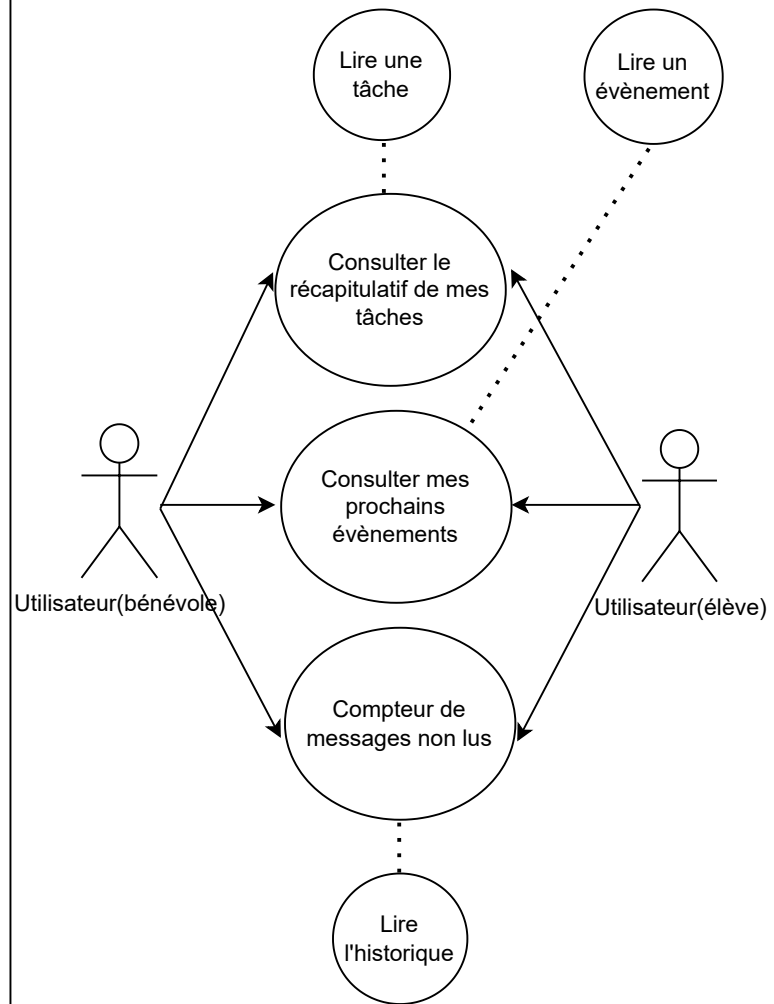 Lire une
tâche
Lire un
évènement
Consulter le
récapitulatif de mes
tâches
Consulter mes
prochains
évènements
Utilisateur(bénévole)
Utilisateur(élève)
Compteur de
messages non lus
Lire
l'historique